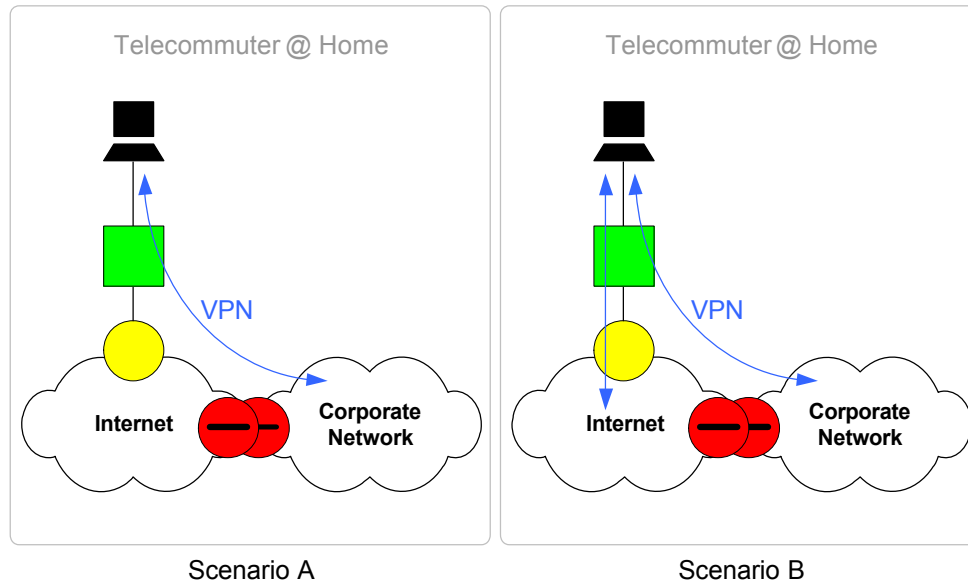 Telecommuter @ Home
VPN
Internet
Corporate
Network
Scenario A
Telecommuter @ Home
VPN
Internet
Corporate
Network
Scenario B